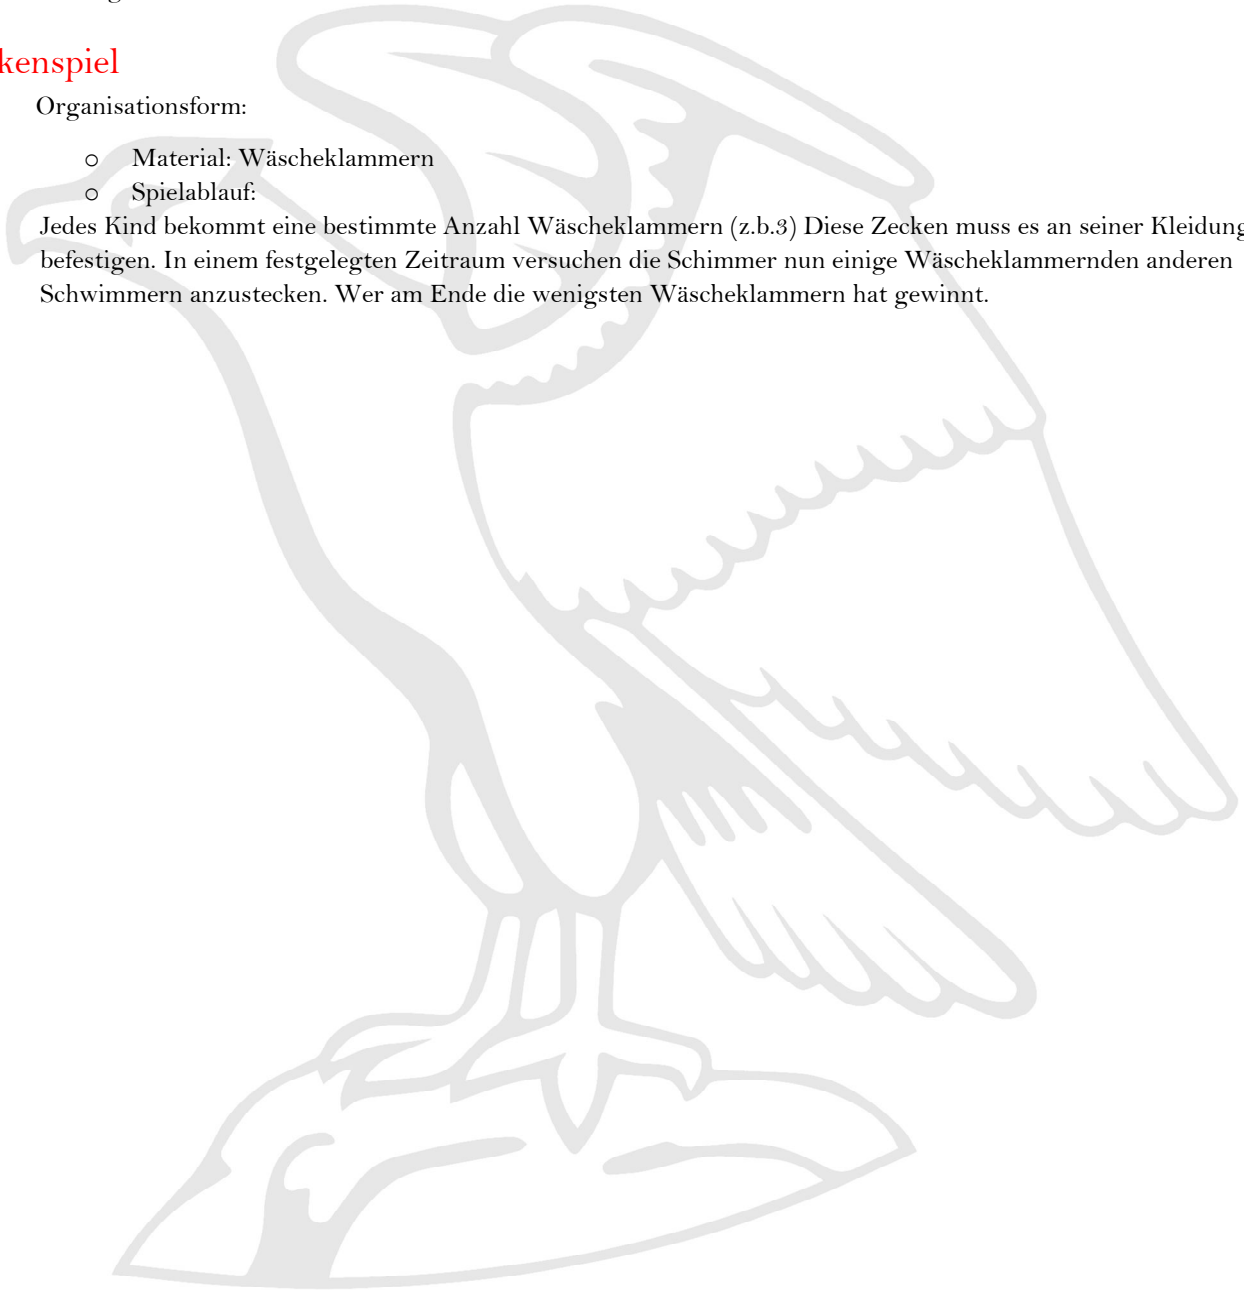 kenspiel
Organisationsform:
o Material: Wäscheklammern
o Spielablauf:
Jedes Kind bekommt eine bestimmte Anzahl Wäscheklammern (z.b.3) Diese Zecken muss es an seiner Kleidung
befestigen. In einem festgelegten Zeitraum versuchen die Schimmer nun einige Wäscheklammernden anderen
Schwimmern anzustecken. Wer am Ende die wenigsten Wäscheklammern hat gewinnt.